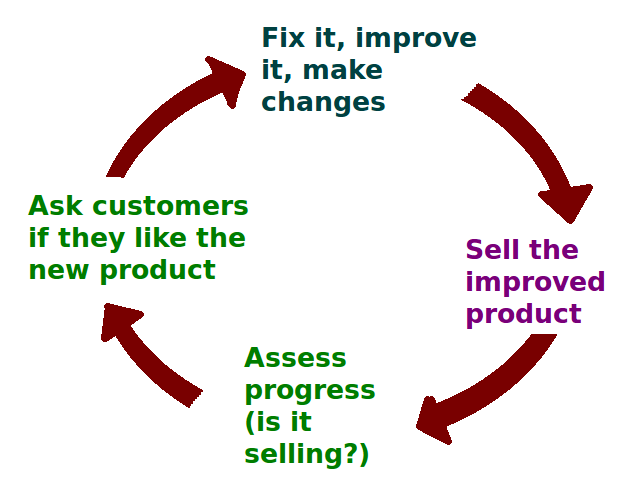 Fix it, improve
it, make
changes
Sell the
improved
product
Assess
progress
(is it
selling?)
Ask customers
if they like the
new product